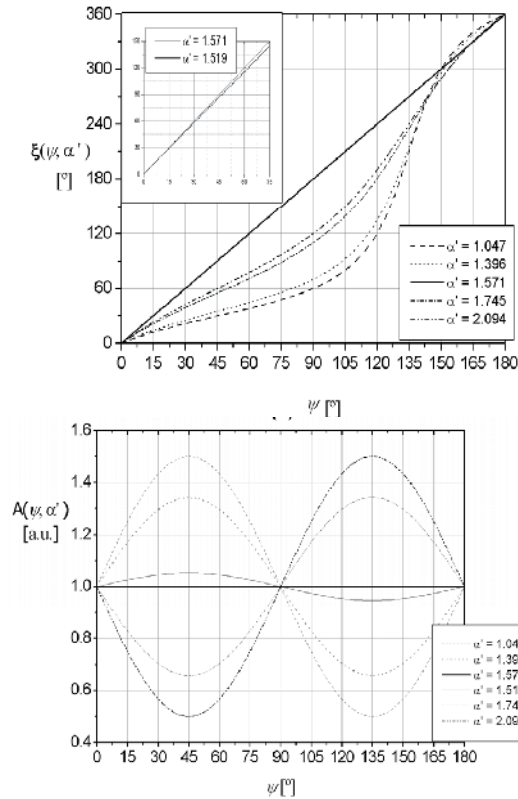 360
300
240
180
120
60
0
ξ(ψ, α')
[º]
α' = 1.571
α' = 1.519
α' = 1.047
α' = 1.396
α' = 1.571
α' = 1.745
α' = 2.094
0 15 30 45 60 75 90 105 120 135 150 165 180
ψ [º]
1.6
1.4
1.2
1.0
0.8
0.6
0.4
A(ψ, α')
[a.u.]
α' = 1.04
α' = 1.39
α' = 1.57
α' = 1.51
α' = 1.74
α' = 2.09
0 15 30 45 60 75 90 105 120 135 150 165 180
ψ[º]